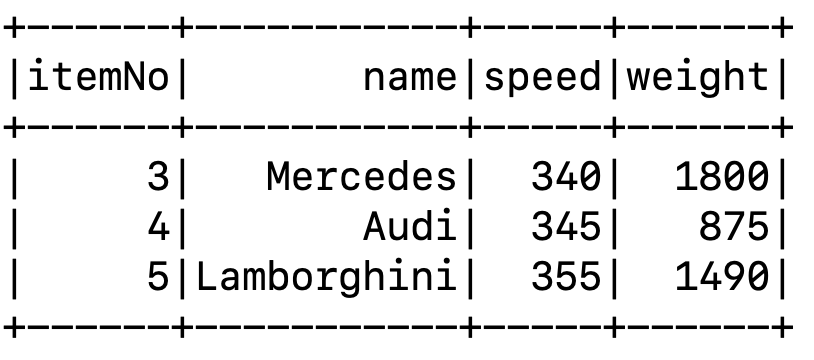 +------+-----------+-----+------+
|itemNo|       name|speed|weight|
+------+-----------+-----+------+
|     3|   Mercedes|  340|  1800|
|     4|       Audi|  345|   875|
|     5|Lamborghini|  355|  1490|
+------+-----------+-----+------+